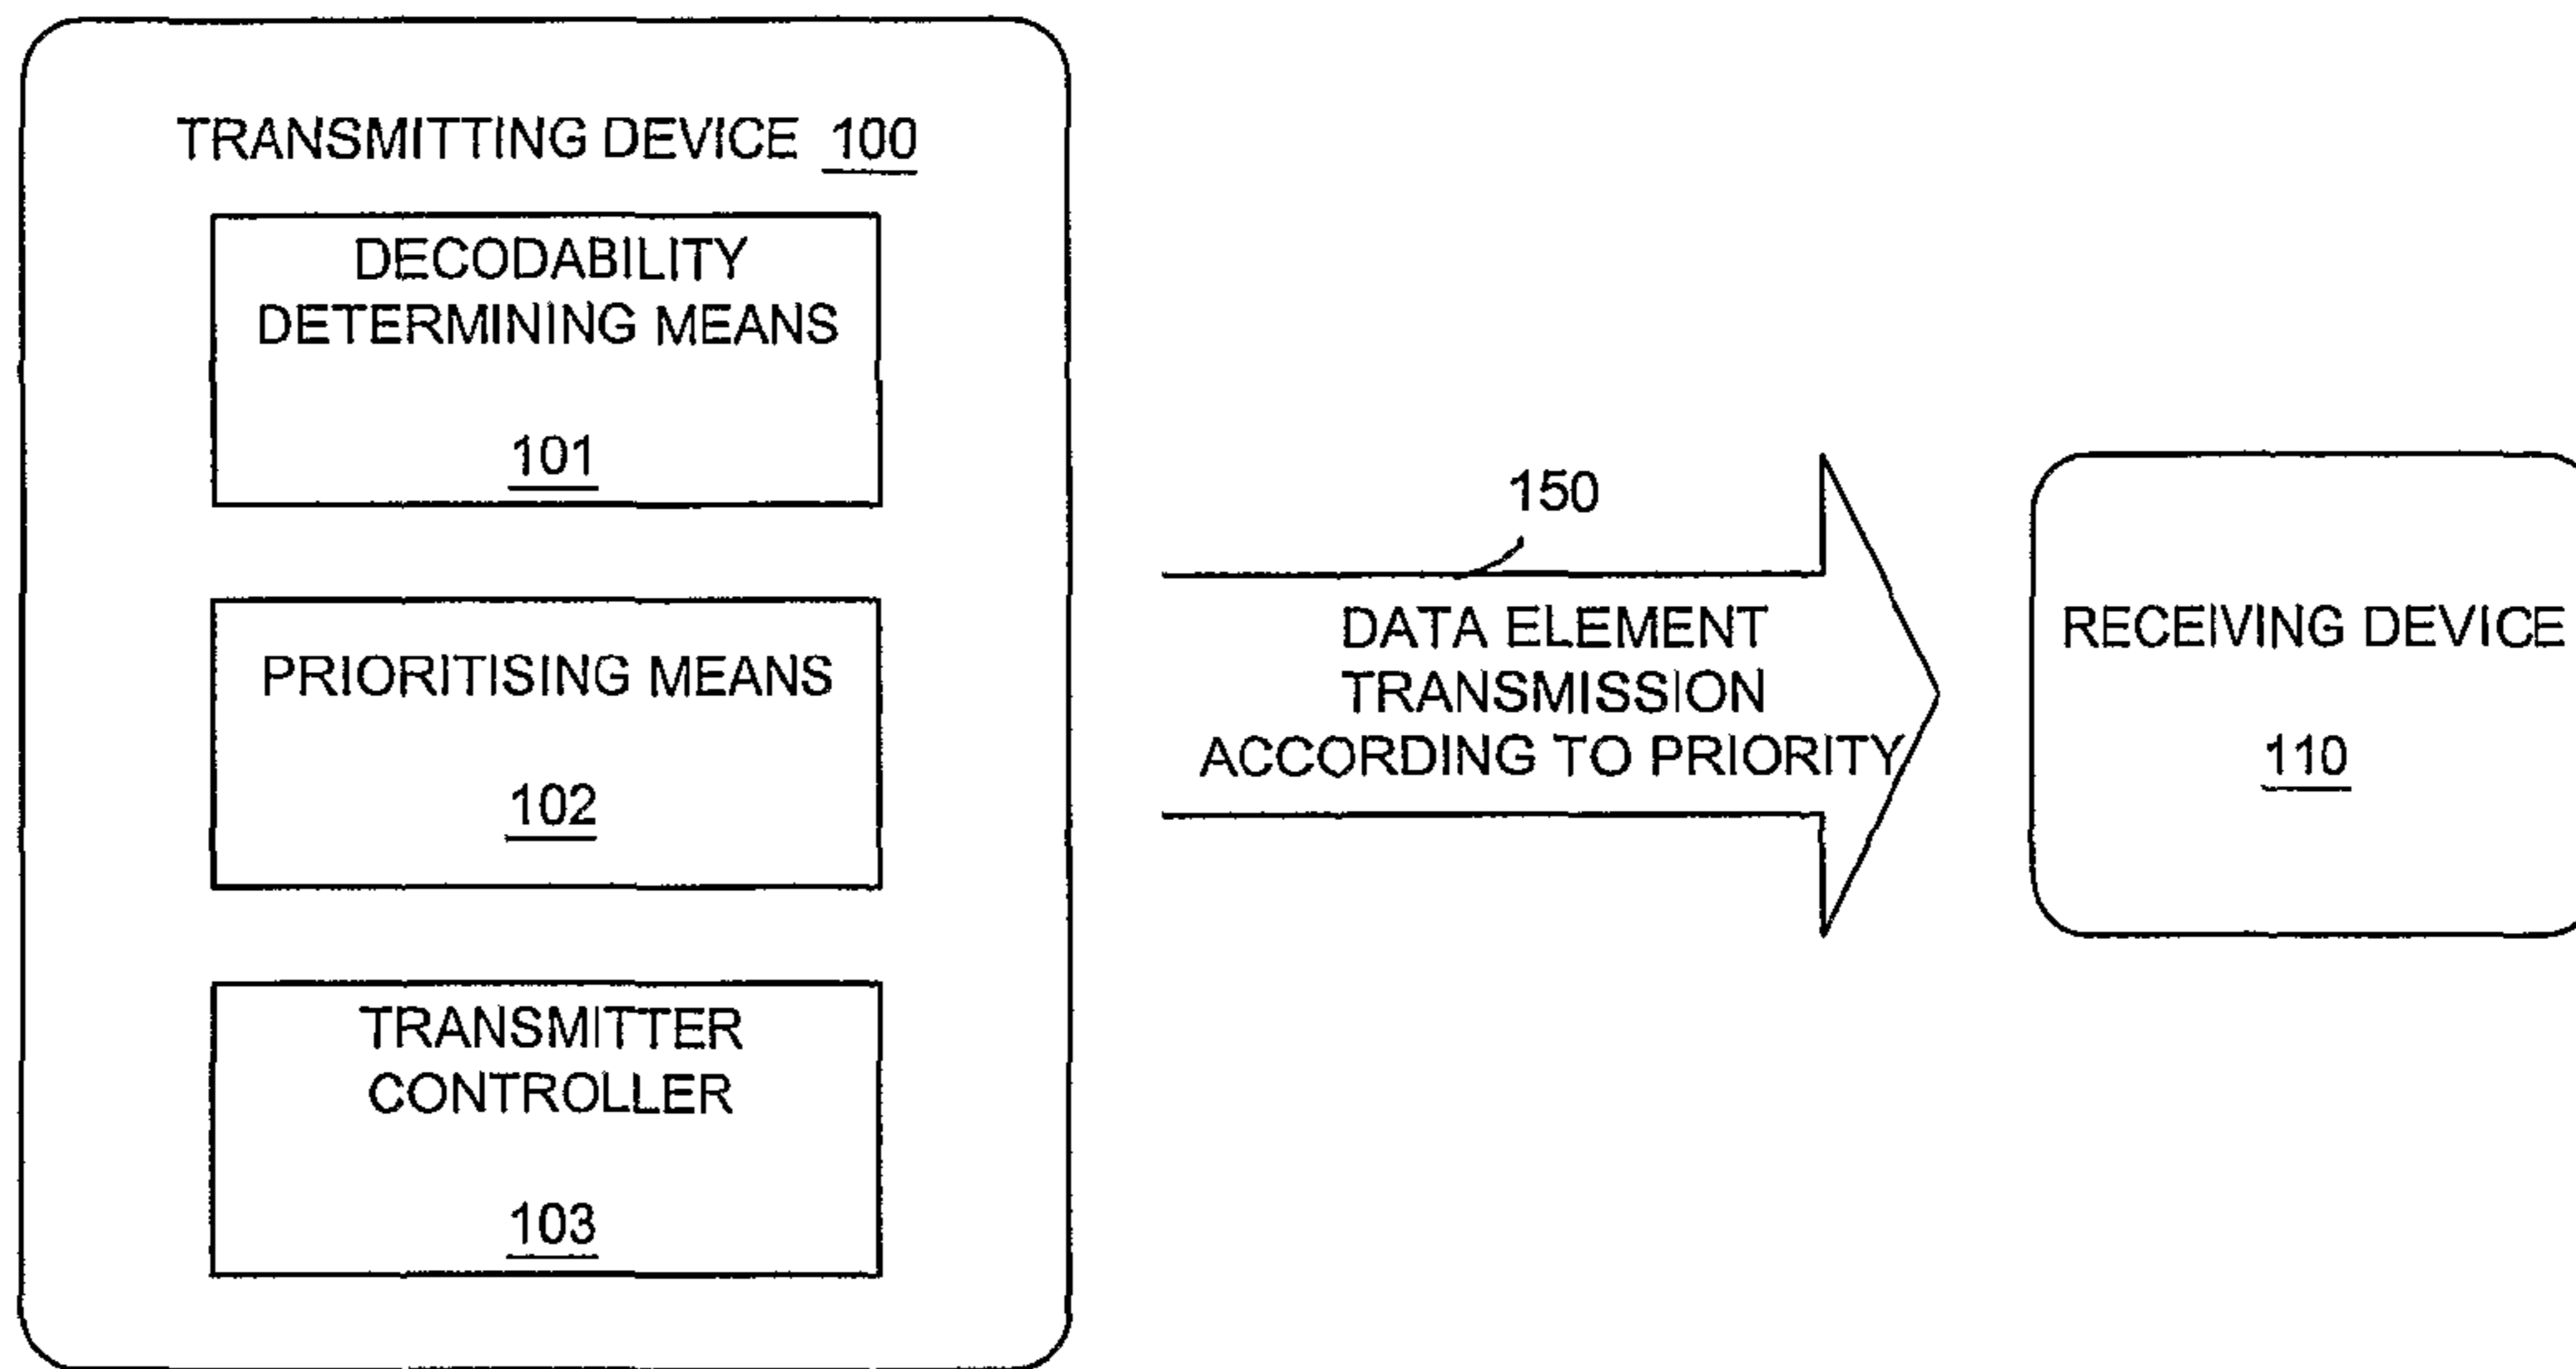 TRANSMITTING DEVICE 100
DECODABILITY
DETERMINING MEANS
101
PRIORITISING MEANS
102
TRANSMITTER
CONTROLLER
103
150
DATA ELEMENT
TRANSMISSION
ACCORDING TO PRIORITY
RECEIVING DEVICE
110